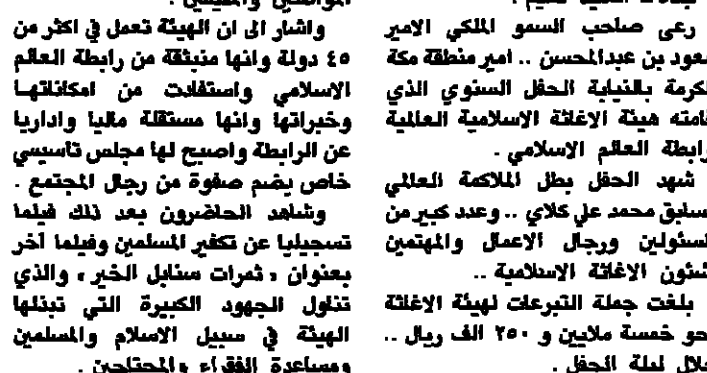 رعى صاحب السمو الملكي الامير
سعود بن عبدالمحسن .. امير منطقة مكة
المكرمة بالنيابة الحفل السنوي الذي
اقامته هيئة الاغاثة الاسلامية العالمية
برابطة العالم الاسلامي .
شهد الحفل بطل الملاكمة العالمي
السابق محمد علي كلاي .. وعدد كبير من
المسئولين ورجال الاعمال والمهتمين
بشئون الاغاثة الاسلامية ..
بلغت جملة التبرعات لهيئة الاغاثة
نحو خمسة ملايين و ٢٥٠ الف ريال ..
خلال ليلة الحفل .
المواطنين والمقيمين .
واشار الى ان الهيئة تعمل في اكثر من
٤٥ دولة وانها منبثقة من رابطة العالم
الاسلامي واستفادت من امكاناتها
وخبراتها وانها مستقلة ماليا واداريا
عن الرابطة واصبح لها مجلس تاسيسي
خاص يضم صفوة من رجال المجتمع .
وشاهد الحاضرون بعد ذلك فيلما
تسجيليا عن تكفير المسلمين وفيلما آخر
بعنوان « ثمرات سنابل الخير » والذي
تناول الجهود الكبيرة التي تبذلها
الهيئة في سبيل الاسلام والمسلمين
ومساعدة الفقراء والمحتاجين .